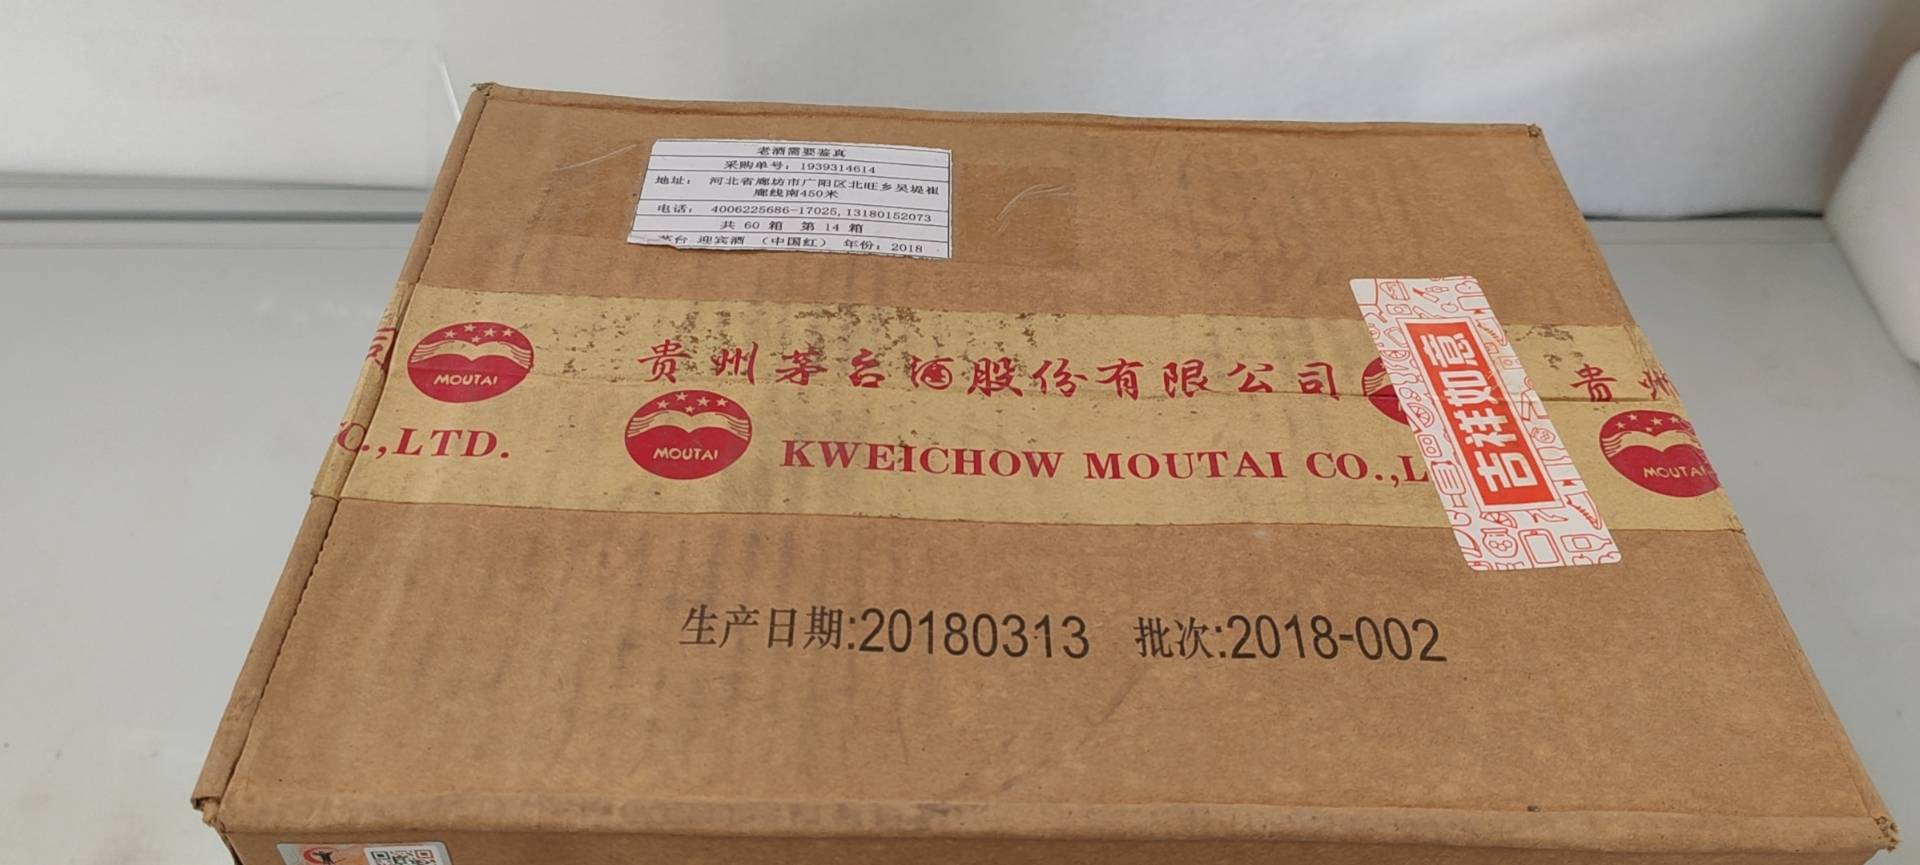 老酒需要鉴真
采购单号：1939314614
地址： 河北省廊坊市广阳区北旺乡吴堤崔
廊线南450米
电话： 4006225686-17025,13180152073
共 60 箱 第 14 箱
茅台 迎宾酒 （中国红） 年份：2018
司 MOUTAI 贵州茅台酒股份有限公司 贵州
O.,LTD. MOUTAI KWEICHOW MOUTAI CO.,L MOUTAI
吉祥如意
生产日期:20180313 批次:2018-002